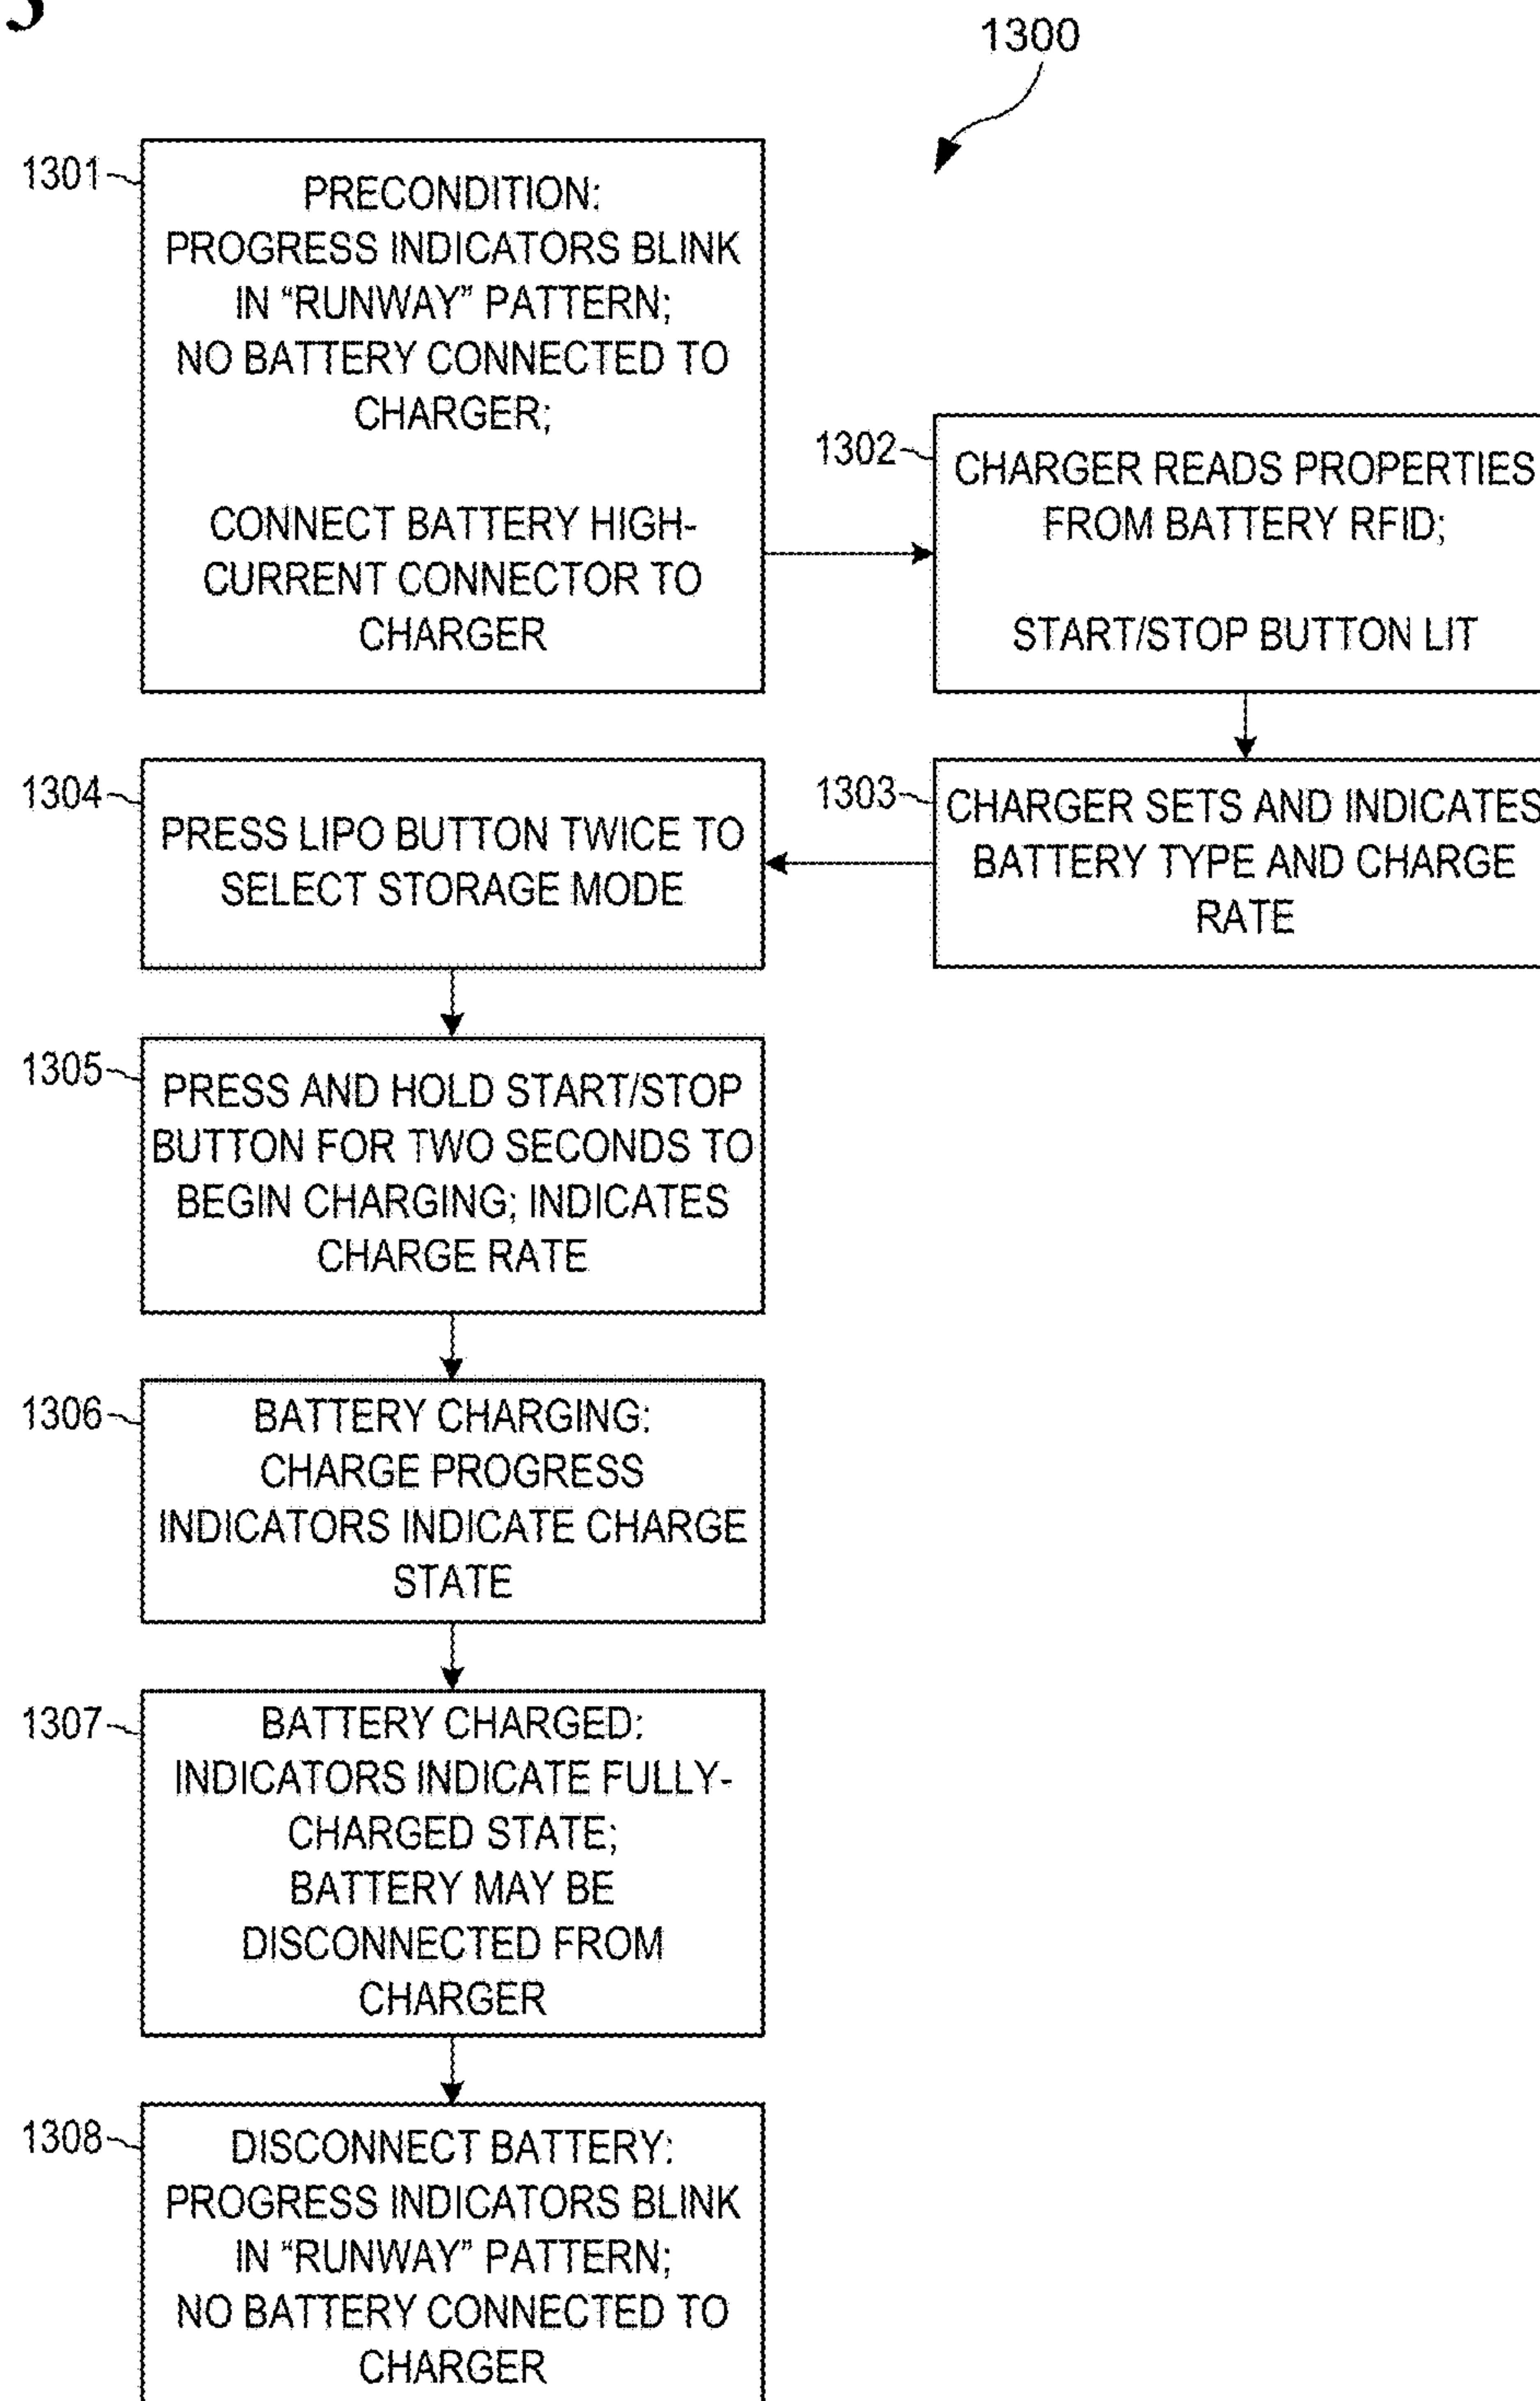 1300
1301
PRECONDITION:
PROGRESS INDICATORS BLINK
IN “RUNWAY” PATTERN;
NO BATTERY CONNECTED TO
CHARGER;
CONNECT BATTERY HIGH-
CURRENT CONNECTOR TO
CHARGER
1302
CHARGER READS PROPERTIES
FROM BATTERY RFID;
START/STOP BUTTON LIT
1303
CHARGER SETS AND INDICATES
BATTERY TYPE AND CHARGE
RATE
1304
PRESS LIPO BUTTON TWICE TO
SELECT STORAGE MODE
1305
PRESS AND HOLD START/STOP
BUTTON FOR TWO SECONDS TO
BEGIN CHARGING; INDICATES
CHARGE RATE
1306
BATTERY CHARGING:
CHARGE PROGRESS
INDICATORS INDICATE CHARGE
STATE
1307
BATTERY CHARGED:
INDICATORS INDICATE FULLY-
CHARGED STATE;
BATTERY MAY BE
DISCONNECTED FROM
CHARGER
1308
DISCONNECT BATTERY:
PROGRESS INDICATORS BLINK
IN “RUNWAY” PATTERN;
NO BATTERY CONNECTED TO
CHARGER